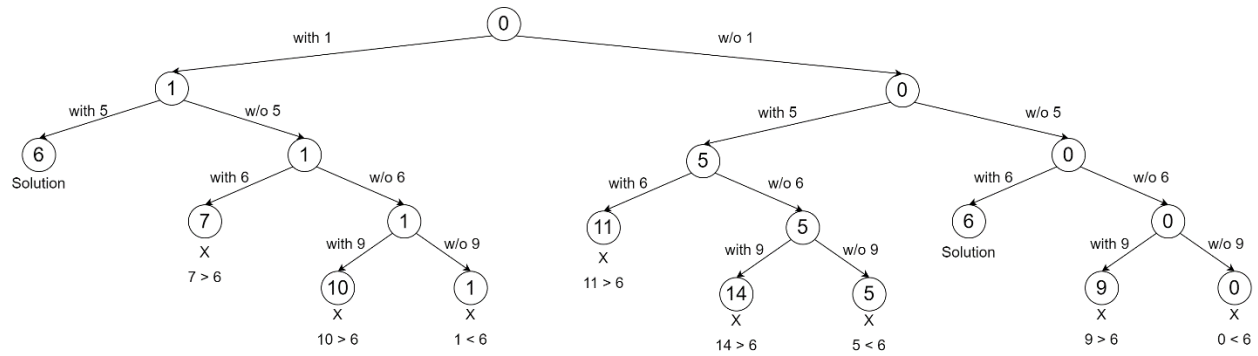 0
with 1
w/o 1
1
0
with 5
w/o 5
with 5
w/o 5
6
Solution
1
5
0
with 6
w/o 6
with 6
w/o 6
with 6
w/o 6
7
X
7 > 6
1
11
X
11 > 6
5
6
Solution
0
with 9
w/o 9
with 9
w/o 9
with 9
w/o 9
10
X
10 > 6
1
X
1 < 6
14
X
14 > 6
5
X
5 < 6
9
X
9 > 6
0
X
0 < 6